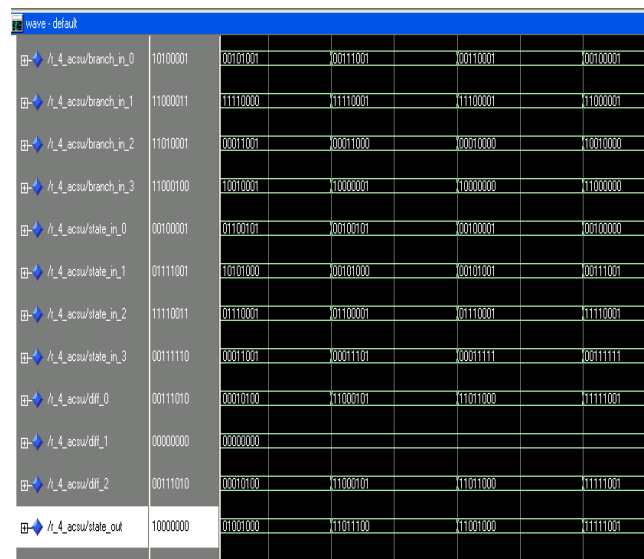 wave - default
/r_4_acsu/branch_in_0 10100001 00101001 00111001 00110001 00100001
/r_4_acsu/branch_in_1 11000011 11110000 11110001 11100001 11000001
/r_4_acsu/branch_in_2 11010001 00011001 00011000 00010000 10010000
/r_4_acsu/branch_in_3 11000100 10010001 10000001 10000000 11000000
/r_4_acsu/state_in_0 00100001 01100101 00100101 00100001 00100000
/r_4_acsu/state_in_1 01111001 10101000 00101000 00101001 00111001
/r_4_acsu/state_in_2 11110011 01110001 01100001 01110001 11110001
/r_4_acsu/state_in_3 00111110 00011001 00011101 00011111 00111111
/r_4_acsu/diff_0 00111010 00010100 11000101 11011000 11111001
/r_4_acsu/diff_1 00000000 00000000
/r_4_acsu/diff_2 00111010 00010100 11000101 11011000 11111001
/r_4_acsu/state_out 10000000 01001000 11011100 11001000 11111001